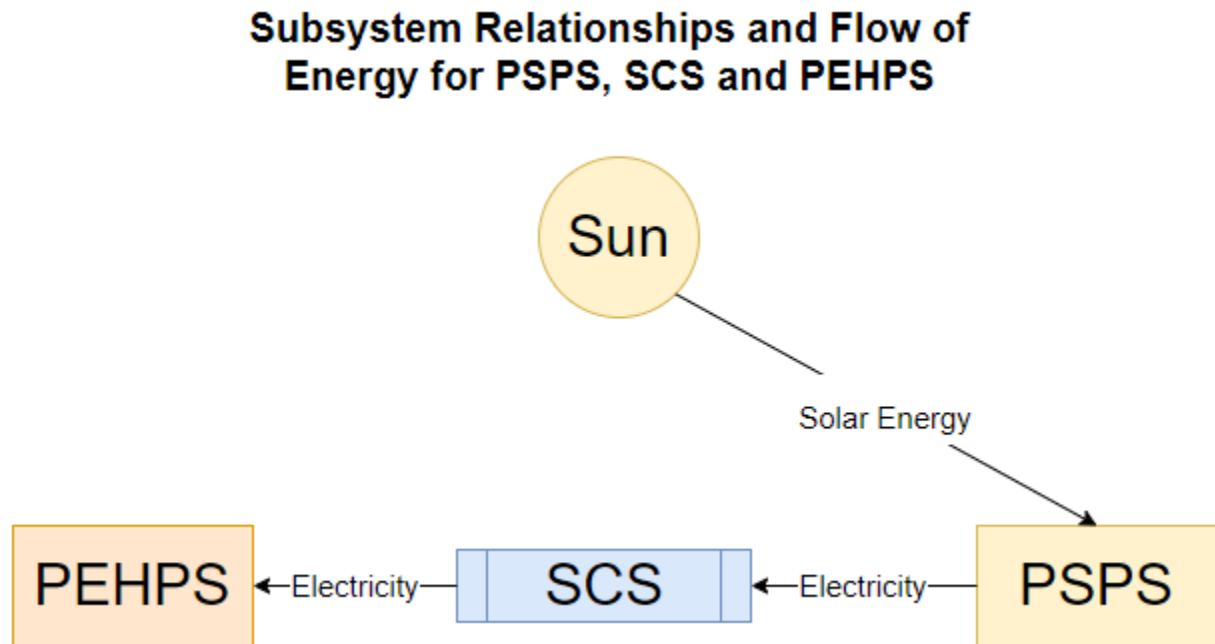 Subsystem Relationships and Flow of
Energy for PSPS, SCS and PEHPS
Sun
Solar Energy
PEHPS
Electricity
SCS
Electricity
PSPS